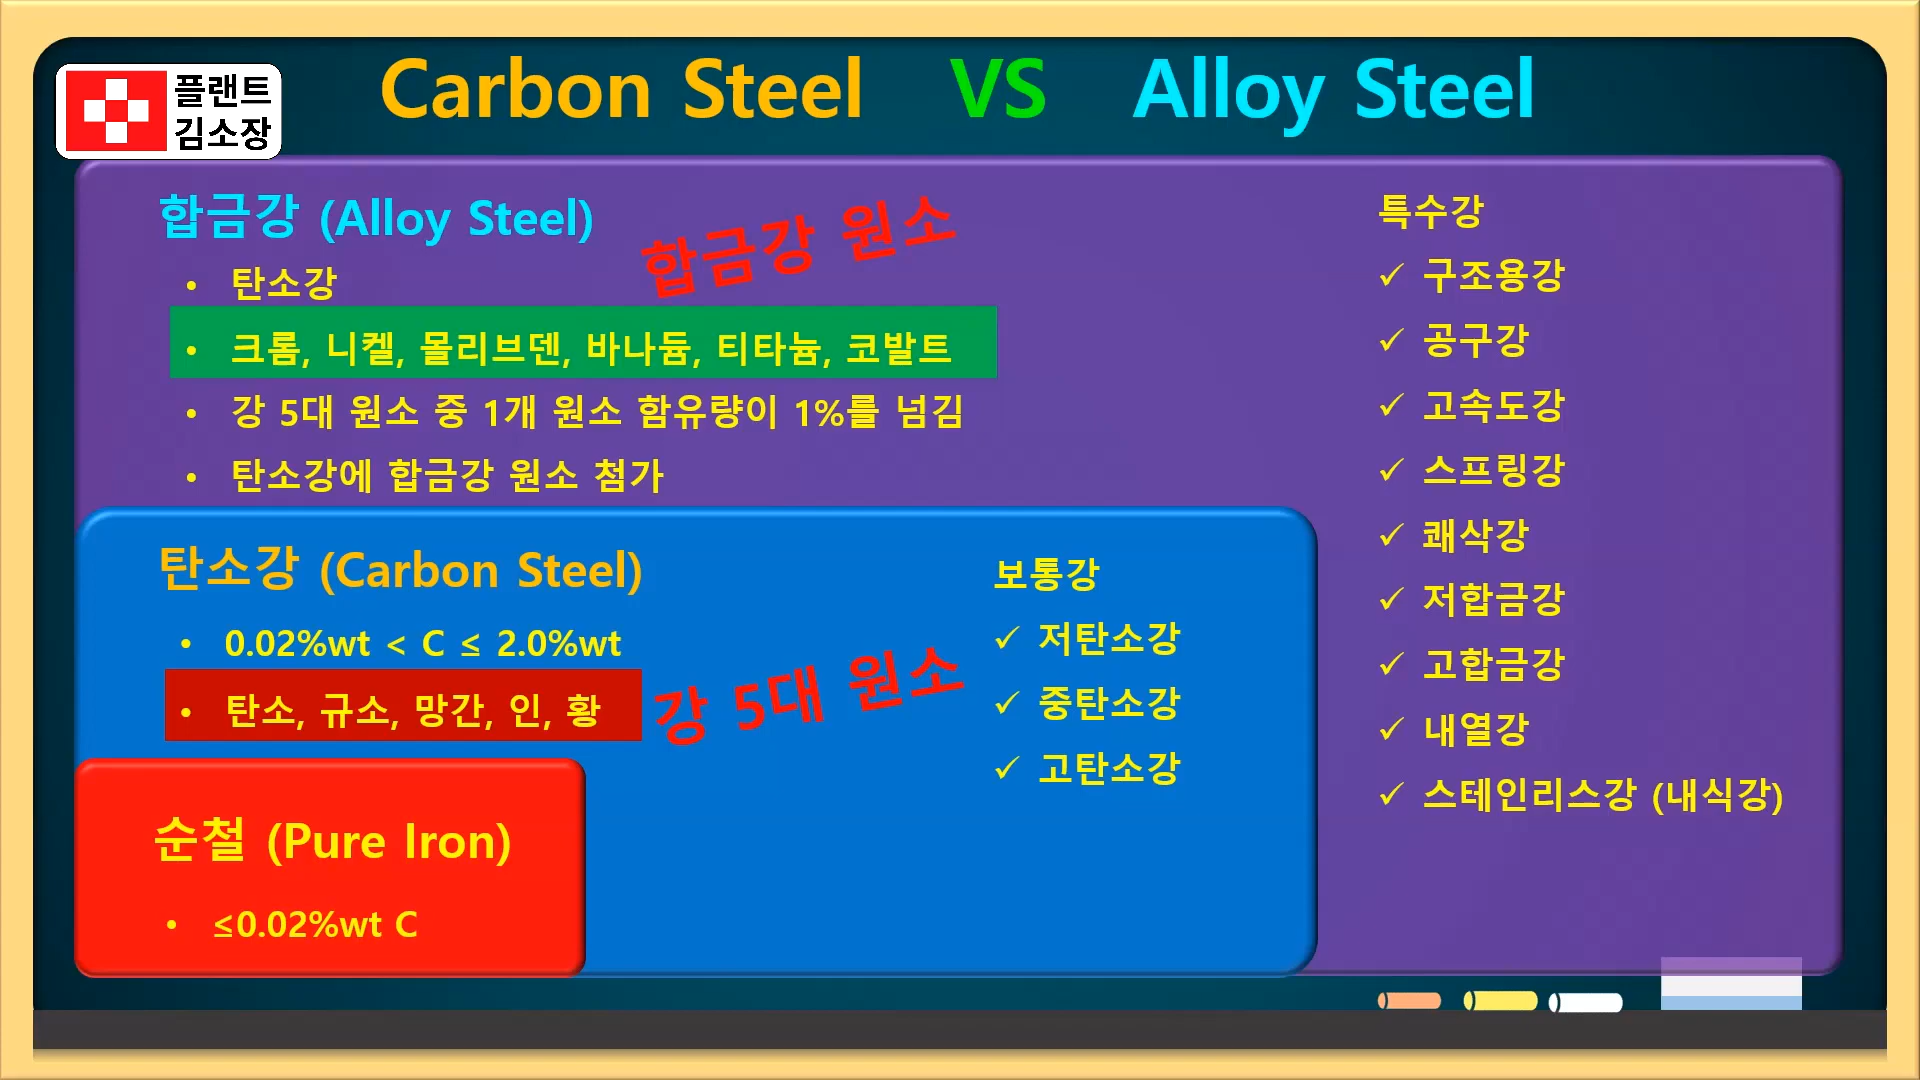 플랜트
김소장
Carbon Steel VS Alloy Steel
합금강 (Alloy Steel)
합금강 원소
• 탄소강
• 크롬, 니켈, 몰리브덴, 바나듐, 티타늄, 코발트
• 강 5대 원소 중 1개 원소 함유량이 1%를 넘김
• 탄소강에 합금강 원소 첨가
특수강
✓ 구조용강
✓ 공구강
✓ 고속도강
✓ 스프링강
✓ 쾌삭강
✓ 저합금강
✓ 고합금강
✓ 내열강
✓ 스테인리스강 (내식강)
탄소강 (Carbon Steel)
• 0.02%wt < C ≤ 2.0%wt
• 탄소, 규소, 망간, 인, 황
강 5대 원소
보통강
✓ 저탄소강
✓ 중탄소강
✓ 고탄소강
순철 (Pure Iron)
• ≤0.02%wt C